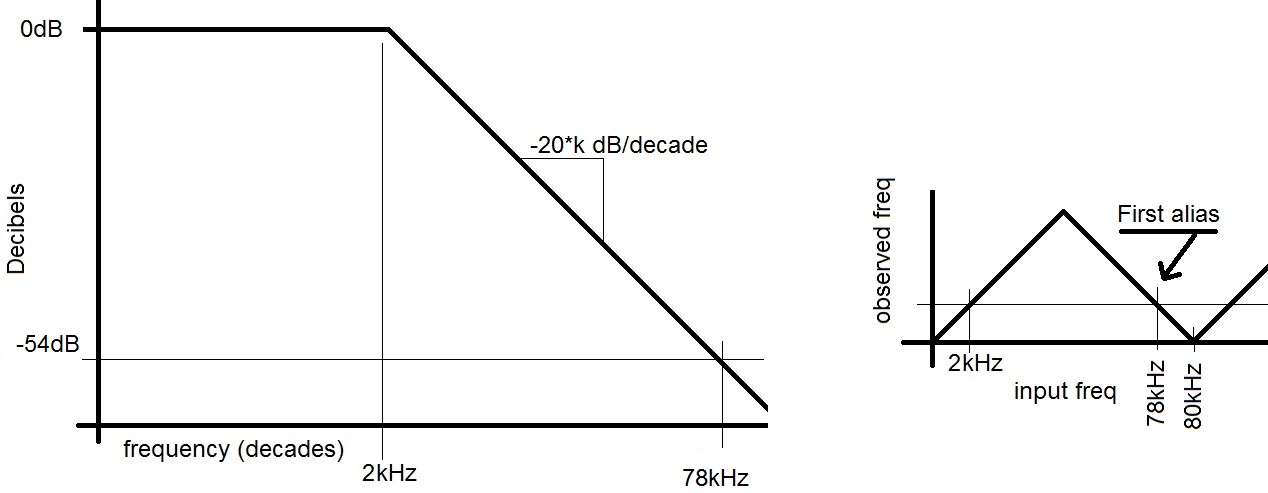 0dB
-20*k dB/decade
Decibels
-54dB
frequency (decades)
2kHz
78kHz
First alias
observed freq
2kHz
input freq
78kHz
80kHz